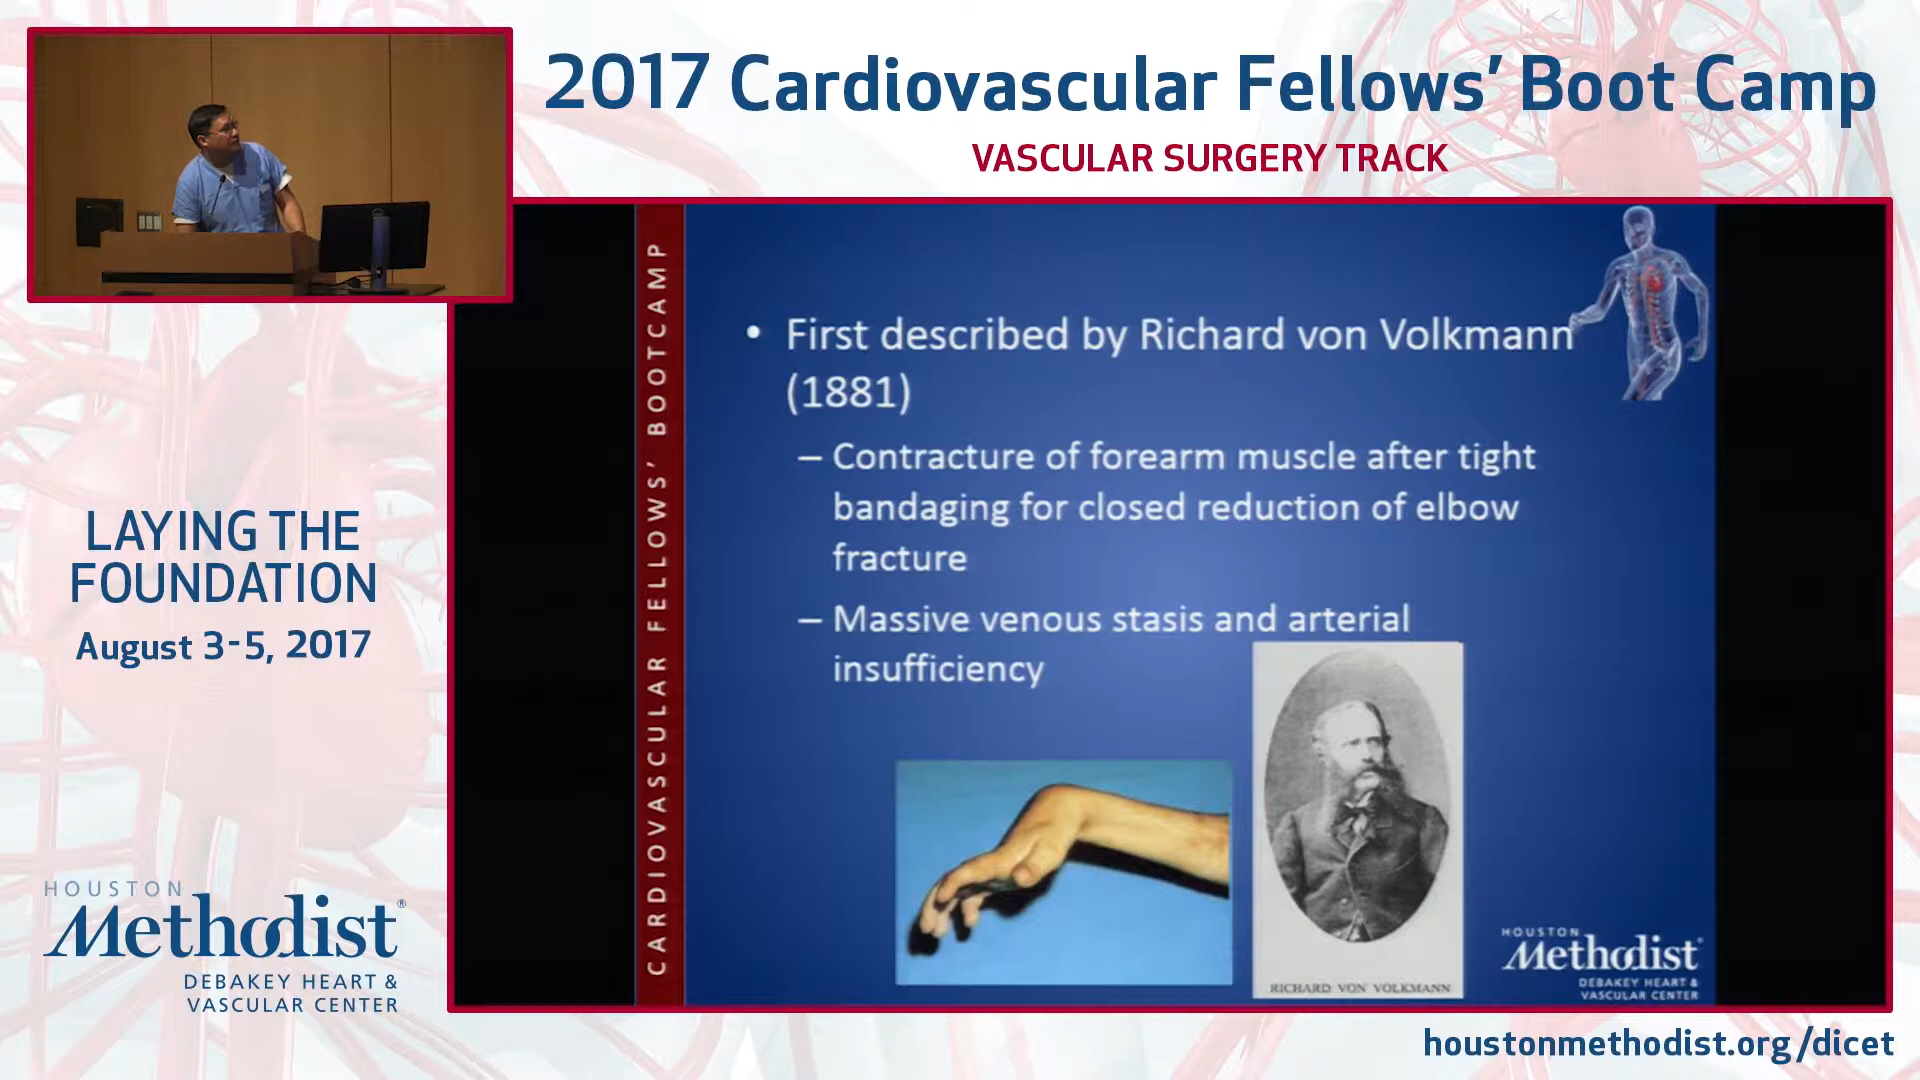 2017 Cardiovascular Fellows’ Boot Camp
VASCULAR SURGERY TRACK
CARDIOVASCULAR FELLOWS’ BOOTCAMP
• First described by Richard von Volkmann
(1881)
– Contracture of forearm muscle after tight
bandaging for closed reduction of elbow
fracture
– Massive venous stasis and arterial
insufficiency
RICHARD VON VOLKMANN
HOUSTON
Methodist
DEBAKEY HEART &
VASCULAR CENTER
LAYING THE
FOUNDATION
August 3-5, 2017
HOUSTON
Methodist®
DEBAKEY HEART &
VASCULAR CENTER
houstonmethodist.org/dicet